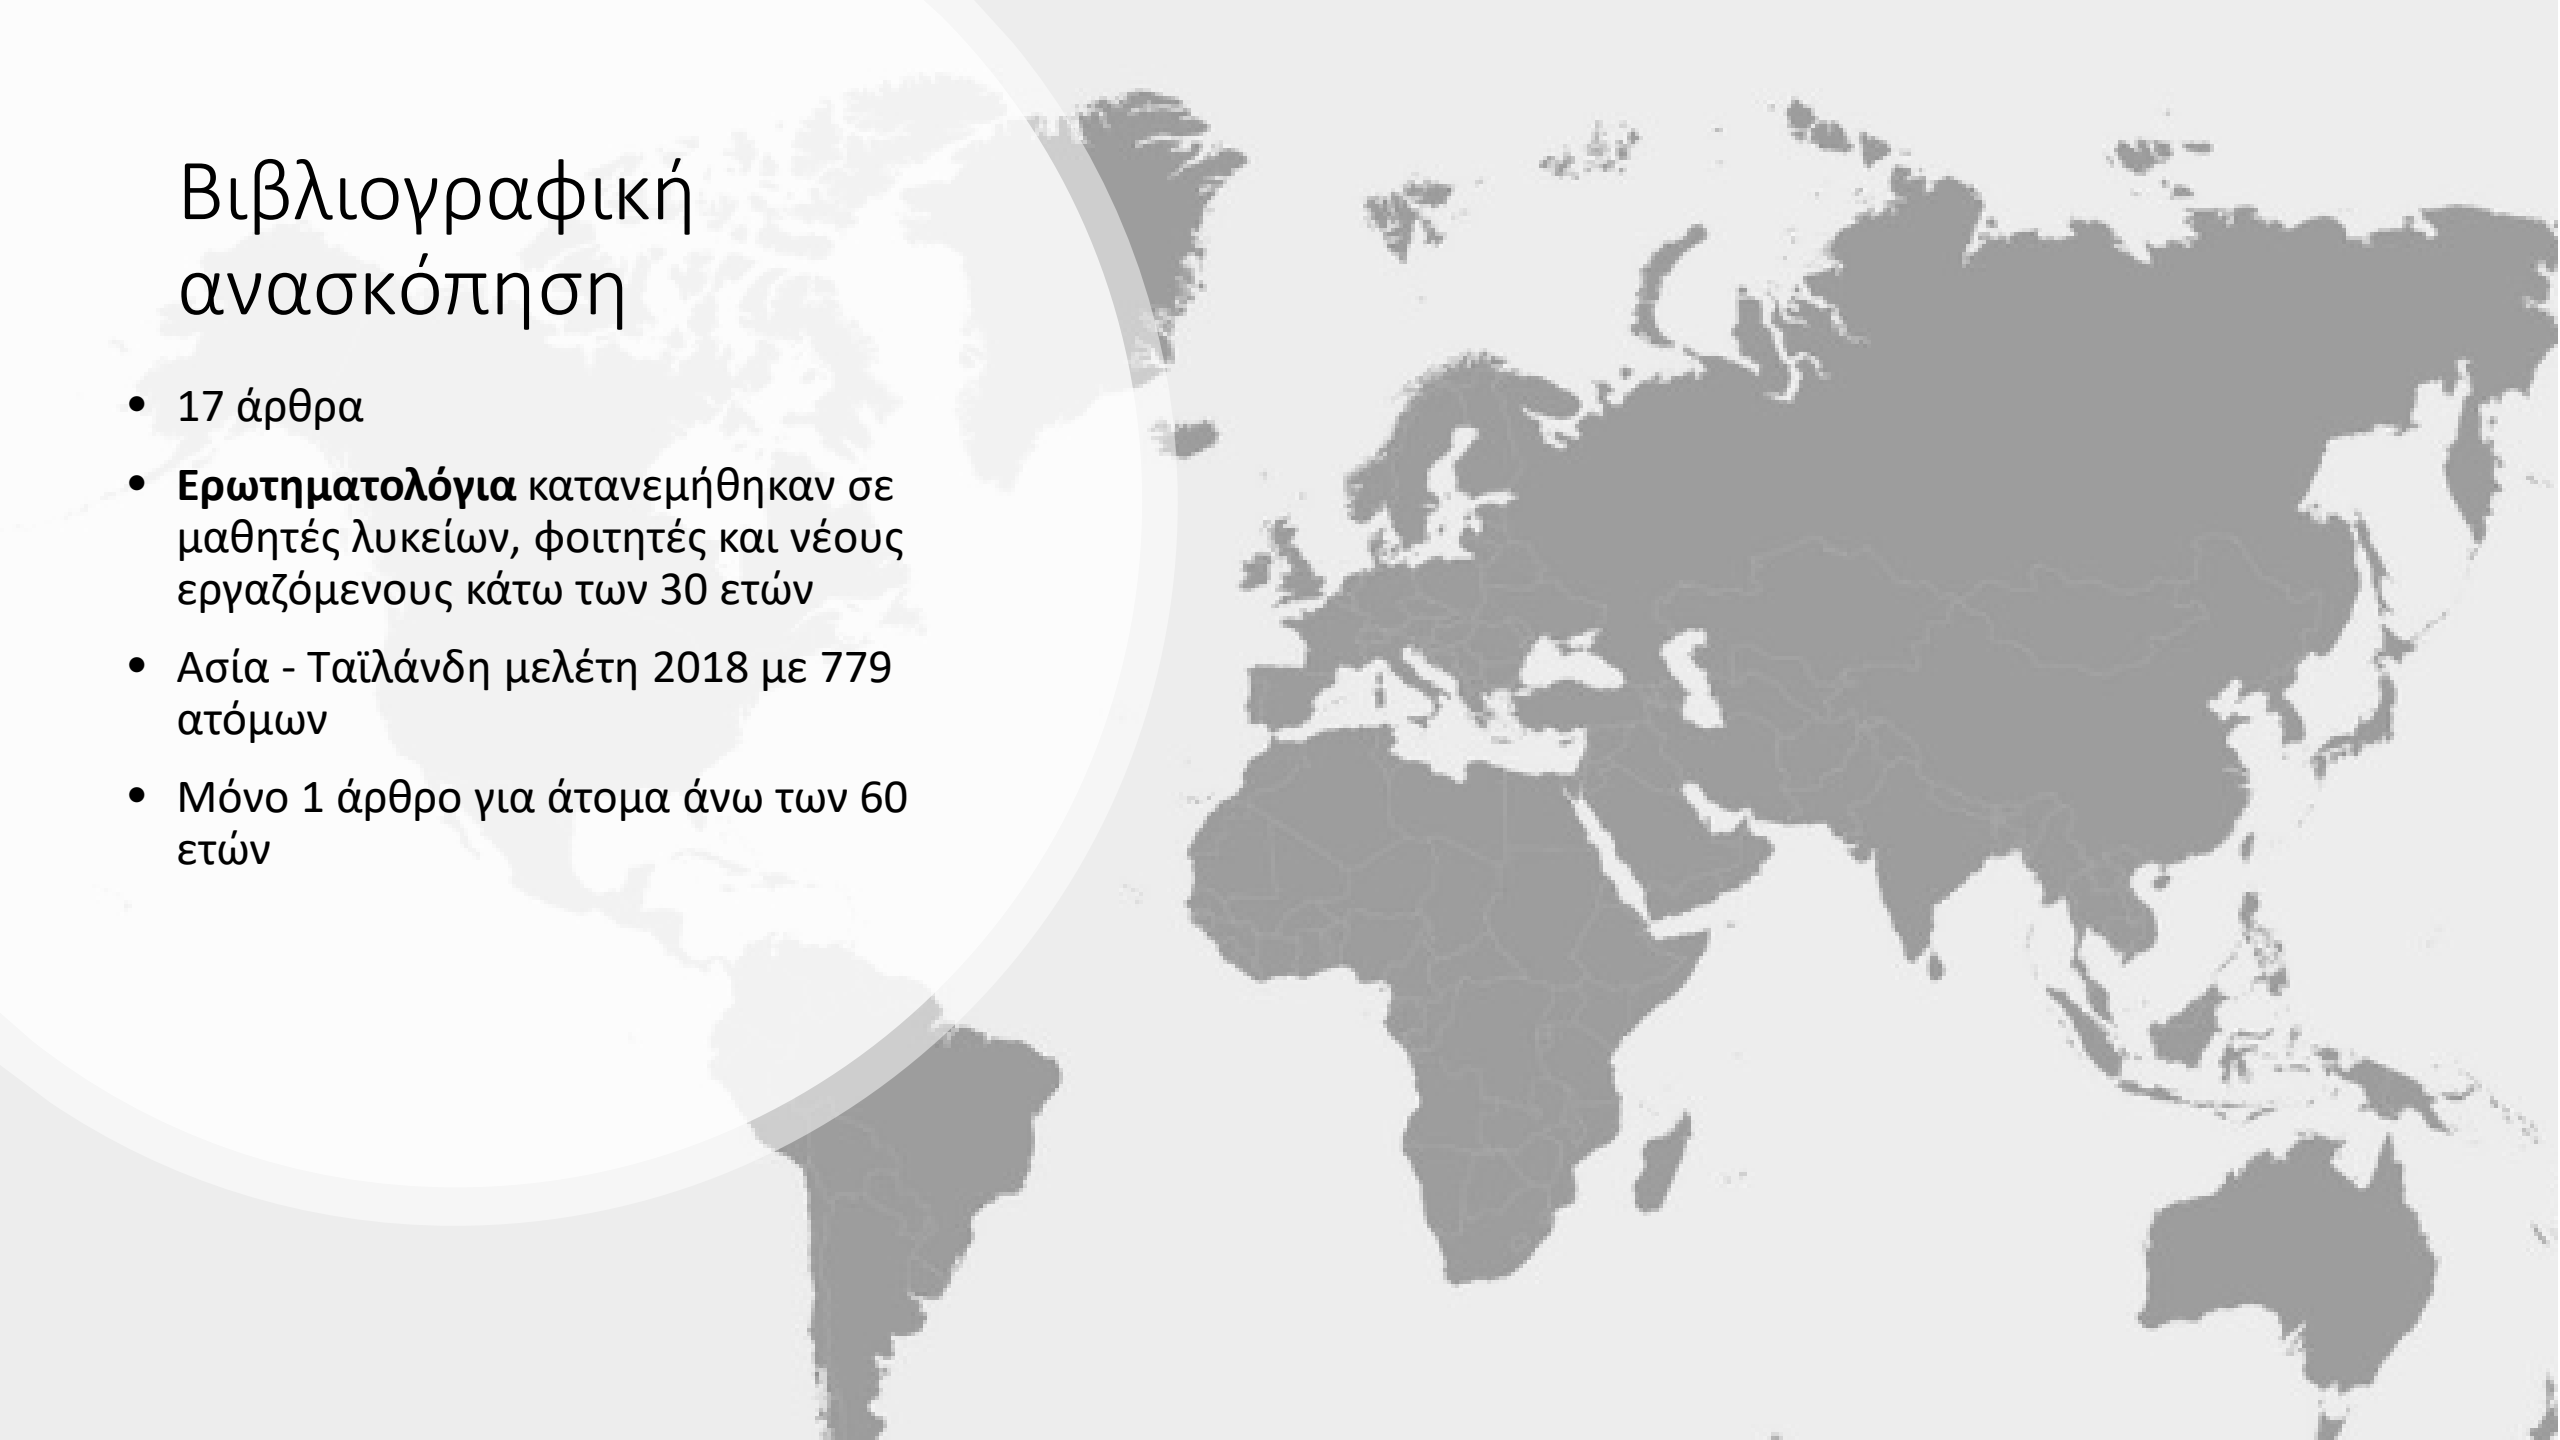 Βιβλιογραφική
ανασκόπηση
• 17 άρθρα
• Ερωτηματολόγια κατανεμήθηκαν σε
μαθητές λυκείων, φοιτητές και νέους
εργαζόμενους κάτω των 30 ετών
• Ασία - Ταϊλάνδη μελέτη 2018 με 779
ατόμων
• Μόνο 1 άρθρο για άτομα άνω των 60
ετών